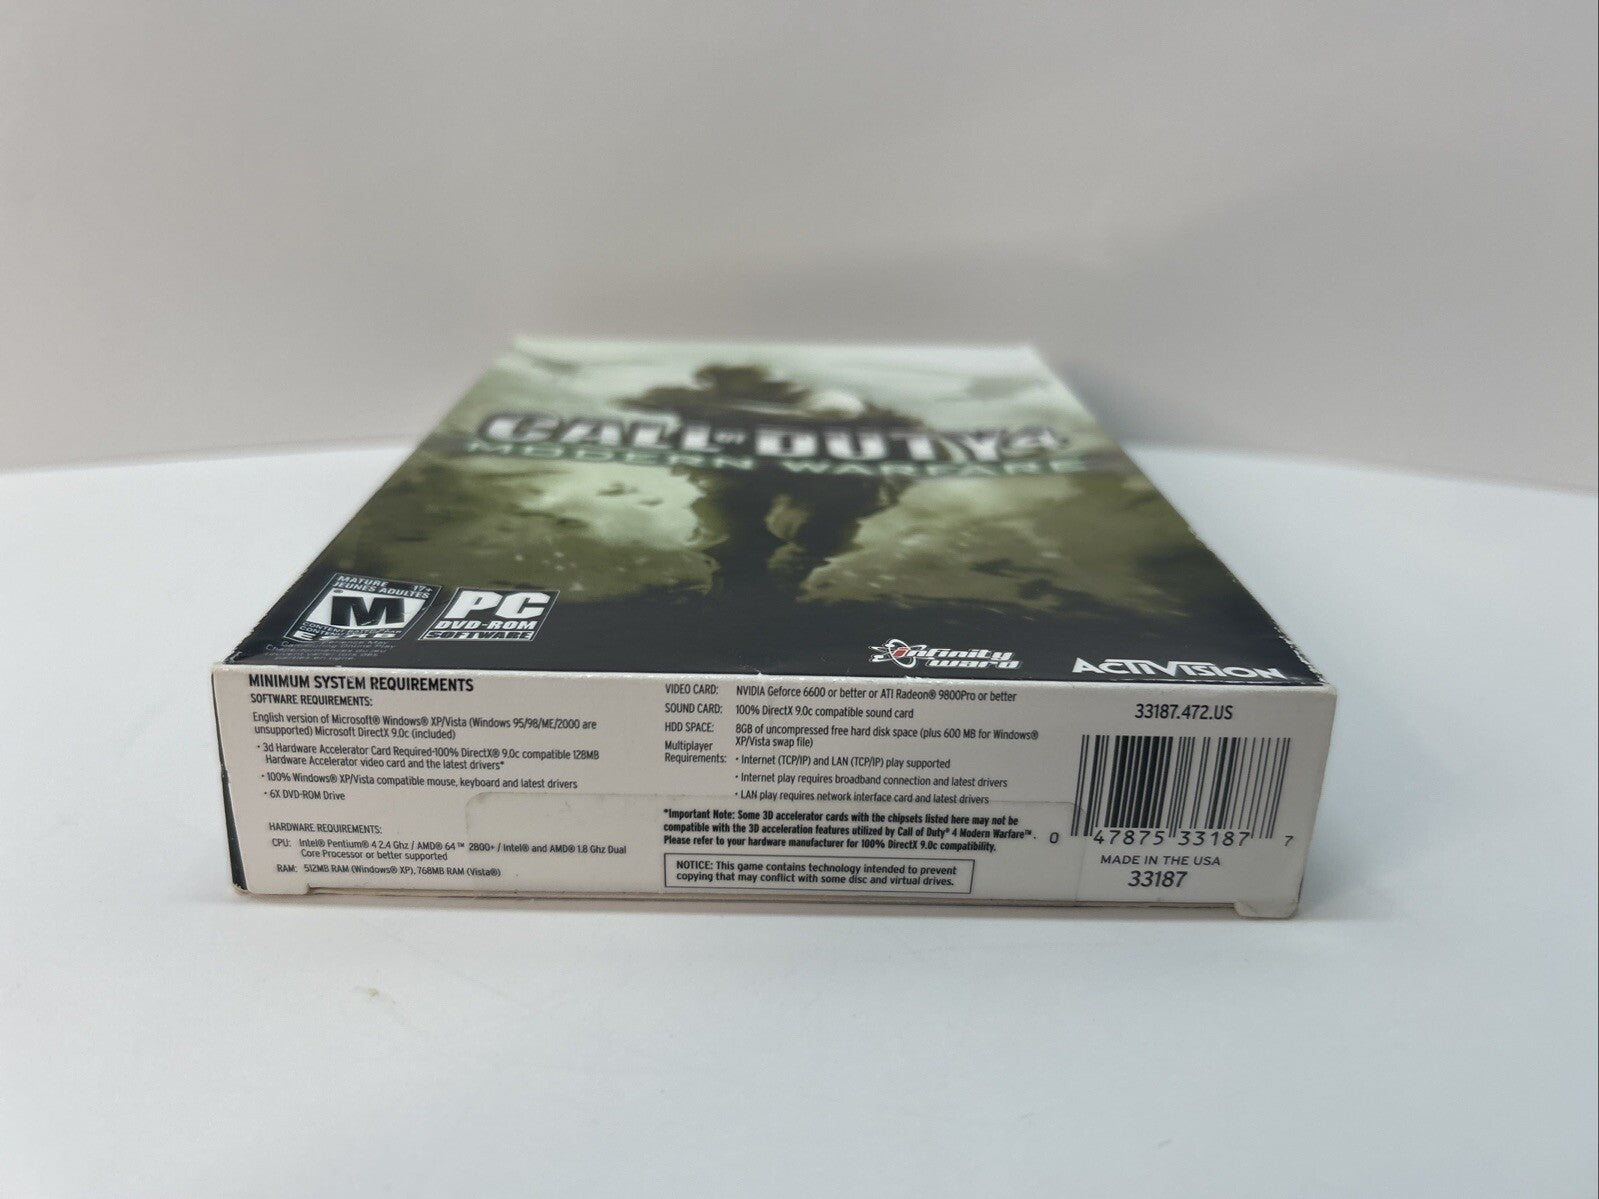 CALL OF DUTY 4
MODERN WARFARE
MATURE 17+
JEUNES ADULTES
M
ESRB
PC
DVD-ROM
SOFTWARE
infinity
ward
ACTIVISION
MINIMUM SYSTEM REQUIREMENTS
SOFTWARE REQUIREMENTS:
English version of Microsoft® Windows® XP/Vista (Windows 95/98/ME/2000 are
unsupported) Microsoft DirectX 9.0c (included)
• 3d Hardware Accelerator Card Required-100% DirectX® 9.0c compatible 128MB
Hardware Accelerator video card and the latest drivers*
• 100% Windows® XP/Vista compatible mouse, keyboard and latest drivers
• 6X DVD-ROM Drive
HARDWARE REQUIREMENTS:
CPU: Intel® Pentium® 4 2.4 Ghz / AMD® 64™ 2800+ / Intel® and AMD® 1.8 Ghz Dual
Core Processor or better supported
RAM: 512MB RAM (Windows® XP), 768MB RAM (Vista®)
VIDEO CARD: NVIDIA Geforce 6600 or better or ATI Radeon® 9800Pro or better
SOUND CARD: 100% DirectX 9.0c compatible sound card
HDD SPACE: 8GB of uncompressed free hard disk space (plus 600 MB for Windows®
XP/Vista swap file)
Multiplayer
Requirements: • Internet (TCP/IP) and LAN (TCP/IP) play supported
• Internet play requires broadband connection and latest drivers
• LAN play requires network interface card and latest drivers
*Important Note: Some 3D accelerator cards with the chipsets listed here may not be
compatible with the 3D acceleration features utilized by Call of Duty® 4 Modern Warfare™.
Please refer to your hardware manufacturer for 100% DirectX 9.0c compatibility.
NOTICE: This game contains technology intended to prevent
copying that may conflict with some disc and virtual drives.
33187.472.US
0 47875 33187 7
MADE IN THE USA
33187